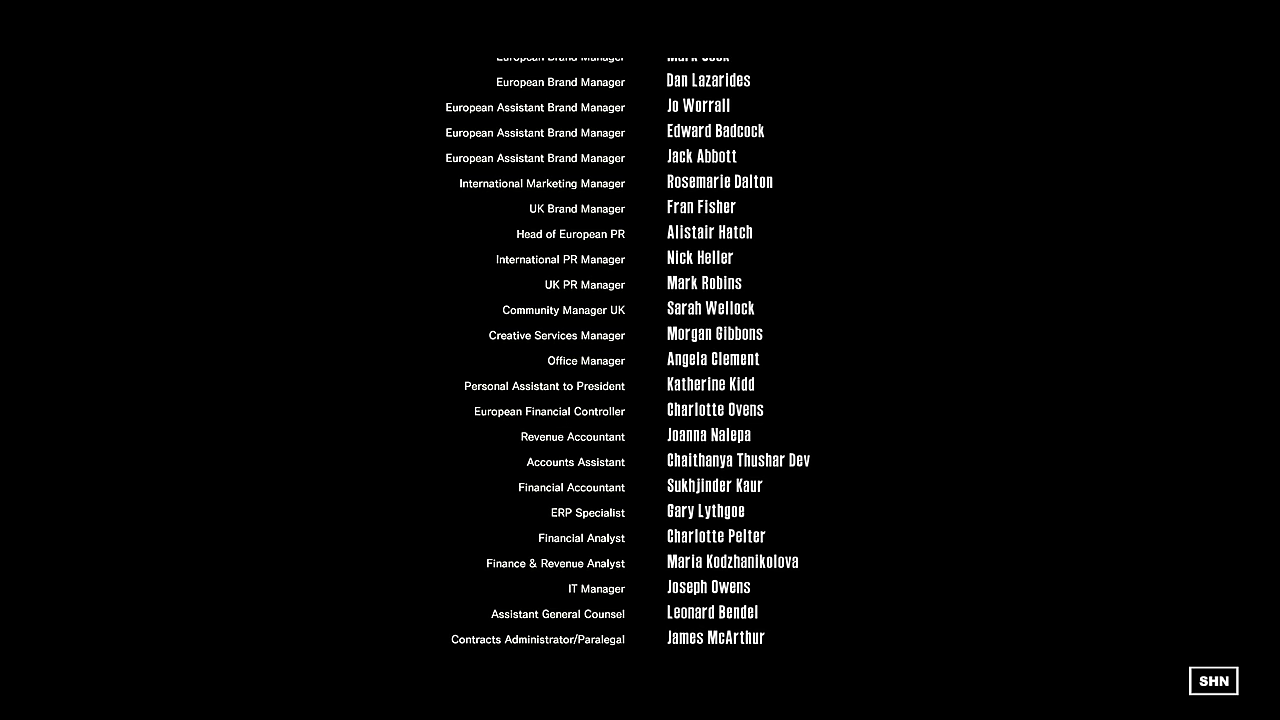 European Brand Manager Mark Cook
European Brand Manager Dan Lazarides
European Assistant Brand Manager Jo Worrall
European Assistant Brand Manager Edward Badcock
European Assistant Brand Manager Jack Abbott
International Marketing Manager Rosemarie Dalton
UK Brand Manager Fran Fisher
Head of European PR Alistair Hatch
International PR Manager Nick Heller
UK PR Manager Mark Robins
Community Manager UK Sarah Wellock
Creative Services Manager Morgan Gibbons
Office Manager Angela Clement
Personal Assistant to President Katherine Kidd
European Financial Controller Charlotte Ovens
Revenue Accountant Joanna Nalepa
Accounts Assistant Chaithanya Thushar Dev
Financial Accountant Sukhjinder Kaur
ERP Specialist Gary Lythgoe
Financial Analyst Charlotte Pelter
Finance & Revenue Analyst Maria Kodzhanikolova
IT Manager Joseph Owens
Assistant General Counsel Leonard Bendel
Contracts Administrator/Paralegal James McArthur
SHN